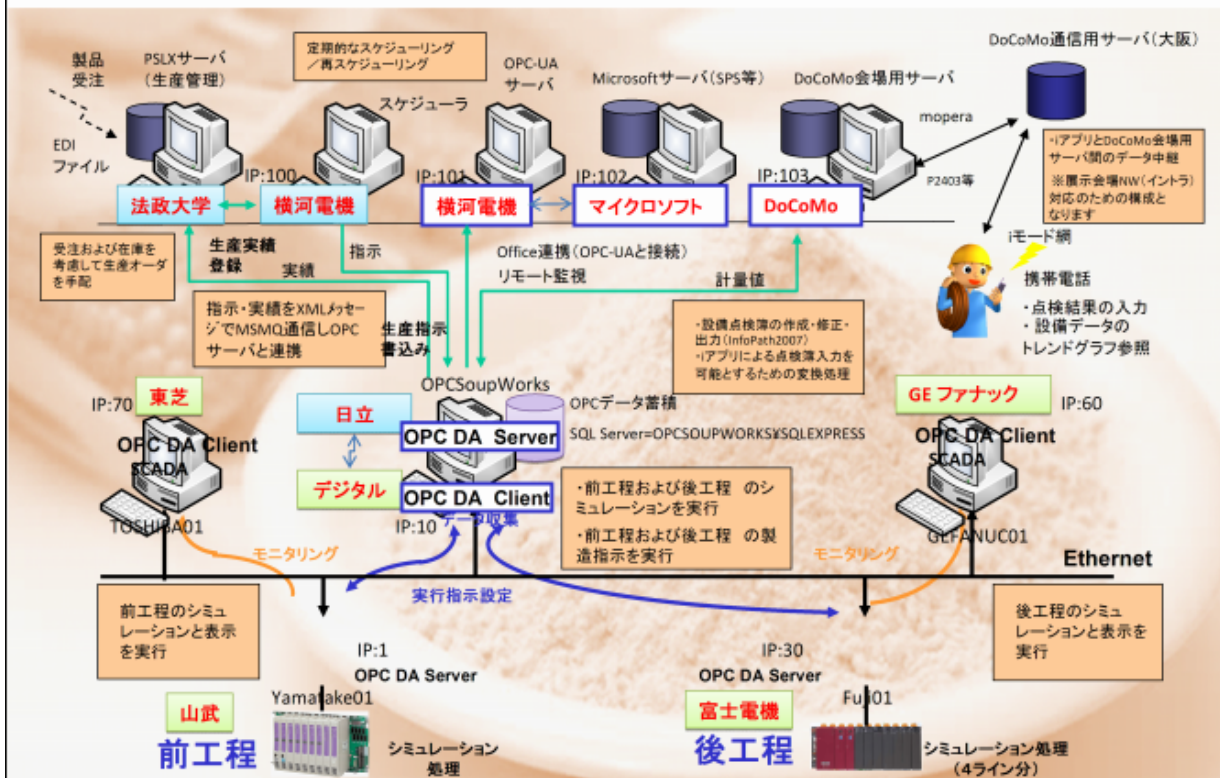 製品
受注
PSLXサーバ
(生産管理)
定期的なスケジューリング
/再スケジューリング
OPC-UA
サーバ
スケジューラ
Microsoftサーバ(SPS等)
DoCoMo会場用サーバ
DoCoMo通信用サーバ(大阪)
mopera
EDI
ファイル
IP:100
IP:101
IP:102
IP:103
P2403等
・iアプリとDoCoMo会場用
サーバ間のデータ中継
※展示会場NW(イントラ)
対応のための構成と
なります
法政大学
横河電機
横河電機
マイクロソフト
DoCoMo
受注および在庫を
考慮して生産オーダ
を手配
生産実績
登録
実績
指示
Office連携(OPC-UAと接続)
リモート監視
計量値
iモード網
携帯電話
・点検結果の入力
・設備データの
トレンドグラフ参照
指示・実績をXMLメッセ
ージでMSMQ通信しOPC
サーバと連携
生産指示
書込み
・設備点検簿の作成・修正・
出力(InfoPath2007)
・iアプリによる点検簿入力を
可能とするための変換処理
OPCSoupWorks
東芝
IP:70
OPC DA Client
SCADA
TOSHIBA01
日立
デジタル
OPC DA Server
OPC DA Client
IP:10
データ収集
OPCデータ蓄積
SQL Server=OPCSOUPWORKS¥SQLEXPRESS
GE ファナック
IP:60
OPC DA Client
SCADA
GEFANUC01
・前工程および後工程 のシ
ミュレーションを実行
・前工程および後工程 の製
造指示を実行
モニタリング
モニタリング
Ethernet
実行指示設定
前工程のシミュ
レーションと表示
を実行
後工程のシミュ
レーションと表示を
実行
IP:1
OPC DA Server
Yamatake01
山武
前工程
シミュレーション
処理
IP:30
OPC DA Server
Fuji01
富士電機
後工程
シミュレーション処理
(4ライン分)